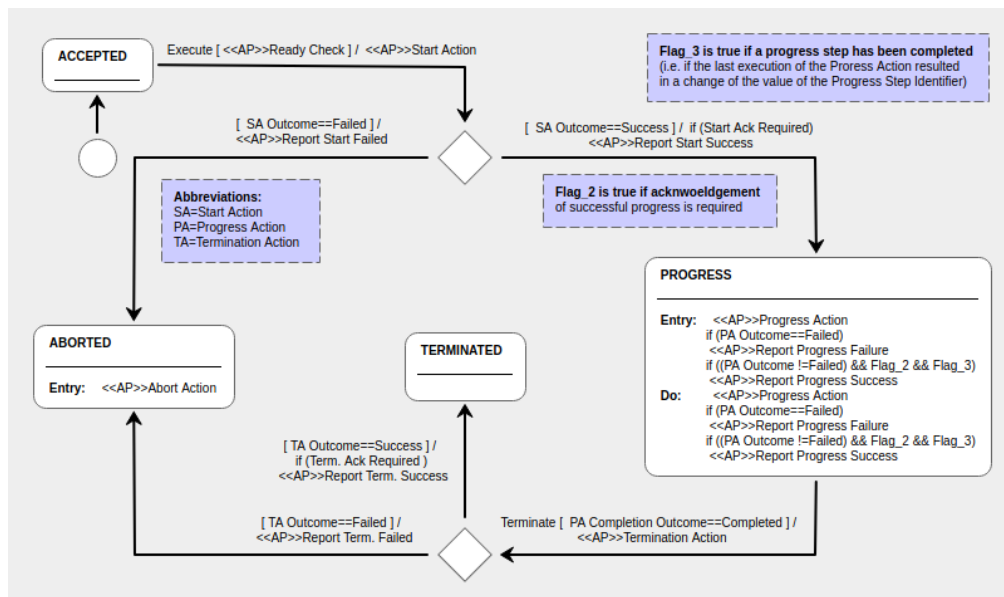 ACCEPTED
Execute [ <<AP>>Ready Check ] / <<AP>>Start Action
Flag_3 is true if a progress step has been completed
(i.e. if the last execution of the Proress Action resulted
in a change of the value of the Progress Step Identifier)
[ SA Outcome==Failed ] /
<<AP>>Report Start Failed
[ SA Outcome==Success ] / if (Start Ack Required)
<<AP>>Report Start Success
Abbreviations:
SA=Start Action
PA=Progress Action
TA=Termination Action
Flag_2 is true if acknwoeldgement
of successful progress is required
PROGRESS
Entry: <<AP>>Progress Action
if (PA Outcome==Failed)
<<AP>>Report Progress Failure
if ((PA Outcome !=Failed) && Flag_2 && Flag_3)
<<AP>>Report Progress Success
Do: <<AP>>Progress Action
if (PA Outcome==Failed)
<<AP>>Report Progress Failure
if ((PA Outcome !=Failed) && Flag_2 && Flag_3)
<<AP>>Report Progress Success
ABORTED
Entry: <<AP>>Abort Action
TERMINATED
[ TA Outcome==Success ] /
if (Term. Ack Required )
<<AP>>Report Term. Success
[ TA Outcome==Failed ] /
<<AP>>Report Term. Failed
Terminate [ PA Completion Outcome==Completed ] /
<<AP>>Termination Action